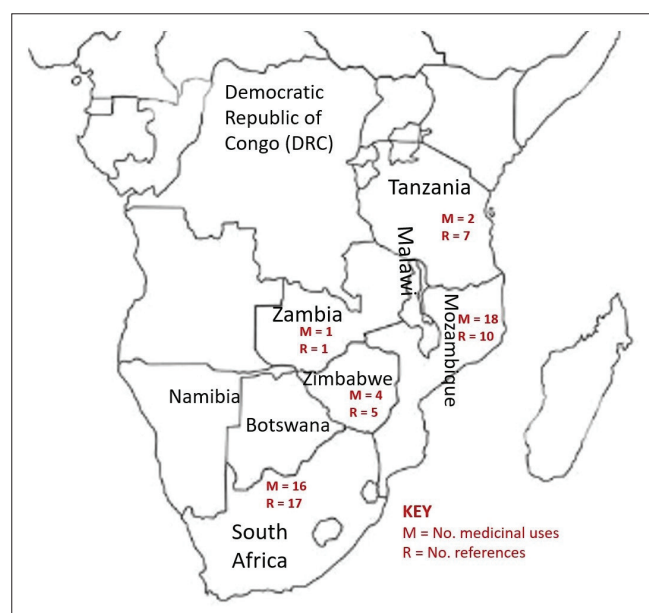 Democratic
Republic of
Congo (DRC)
Tanzania
M = 2
R = 7
Malawi
Mozambique
M = 18
R = 10
Zambia
M = 1
R = 1
Zimbabwe
M = 4
R = 5
Namibia
Botswana
M = 16
R = 17
South
Africa
KEY
M = No. medicinal uses
R = No. references